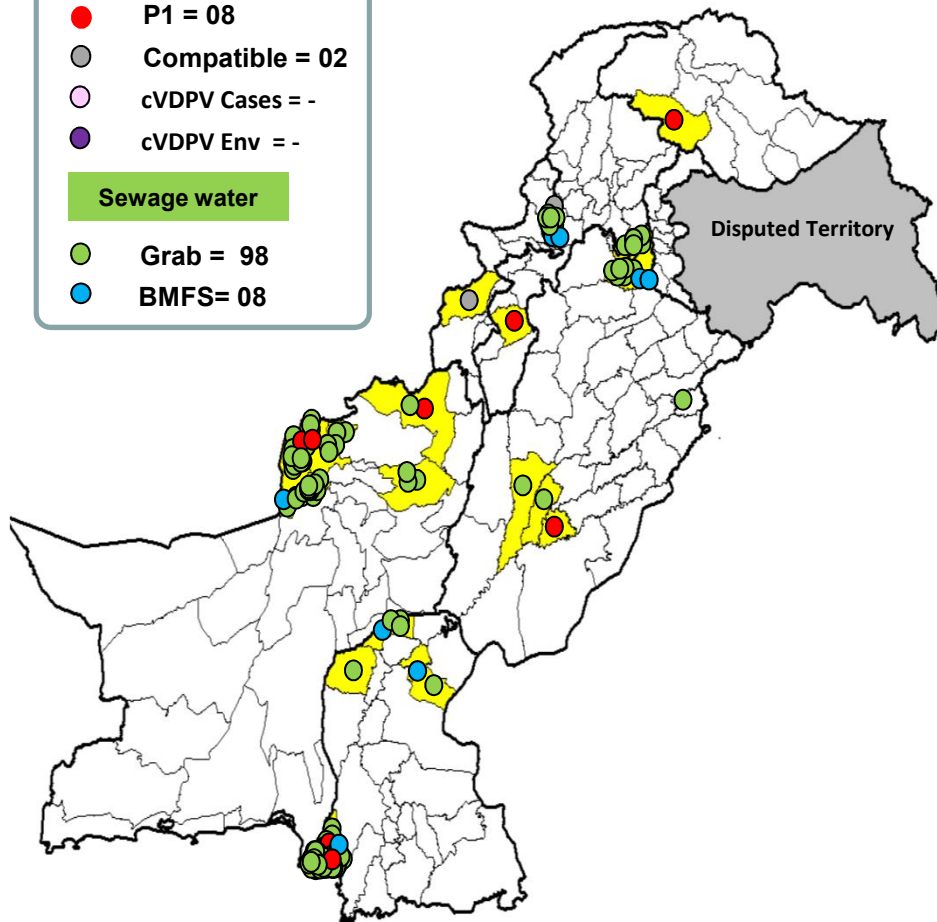 P1 = 08
Compatible = 02
cVDPV Cases = -
cVDPV Env = -
Sewage water
Grab = 98
BMFS= 08
Disputed Territory